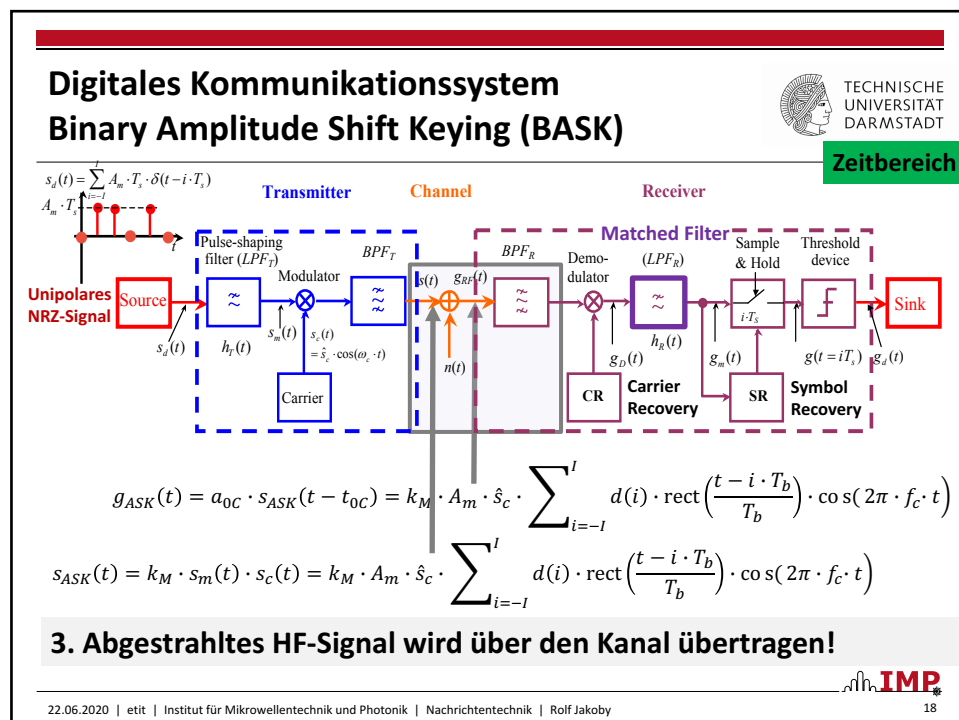 Digitales Kommunikationssystem
Binary Amplitude Shift Keying (BASK)
TECHNISCHE
UNIVERSITÄT
DARMSTADT
Zeitbereich
s_d(t) = \sum_{i=-I}^{I} A_m · T_s · δ(t − i · T_s)
A_m · T_s
t
Transmitter
Channel
Receiver
Unipolares
NRZ-Signal
Source
s_d(t)
Pulse-shaping
filter (LPF_T)
h_T(t)
Modulator
s_m(t)
s_c(t)
= ŝ_c · cos(ω_c · t)
Carrier
BPF_T
s(t)
n(t)
g_RF(t)
BPF_R
Demo-
dulator
g_D(t)
CR
Carrier
Recovery
Matched Filter
(LPF_R)
h_R(t)
g_m(t)
Sample
& Hold
i·T_S
SR
Symbol
Recovery
g(t = iT_s)
Threshold
device
g_d(t)
Sink
g_ASK(t) = a_0C · s_ASK(t − t_0C) = k_M · A_m · ŝ_c · \sum_{i=-I}^{I} d(i) · rect((t − i · T_b)/T_b) · cos(2π · f_c · t)
s_ASK(t) = k_M · s_m(t) · s_c(t) = k_M · A_m · ŝ_c · \sum_{i=-I}^{I} d(i) · rect((t − i · T_b)/T_b) · cos(2π · f_c · t)
3. Abgestrahltes HF-Signal wird über den Kanal übertragen!
IMP
22.06.2020 | etit | Institut für Mikrowellentechnik und Photonik | Nachrichtentechnik | Rolf Jakoby
18